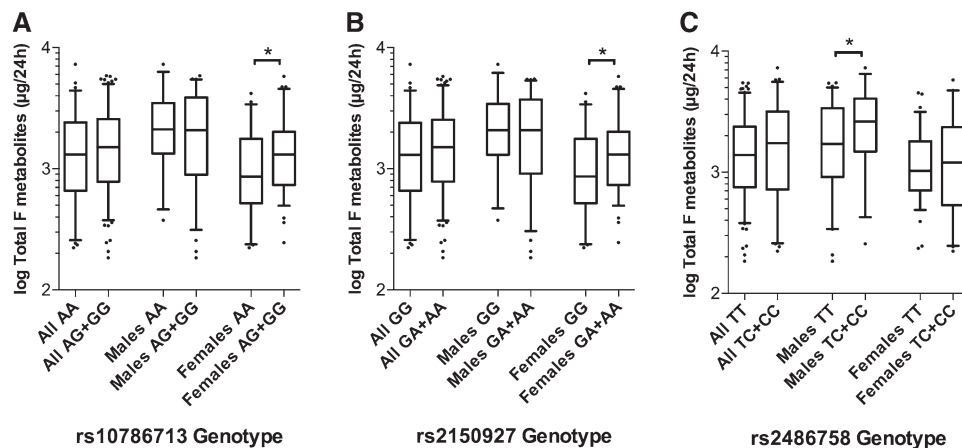 A
log Total F metabolites (µg/24h)
4
3
2
*
All AA
All AG+GG
Males AA
Males AG+GG
Females AA
Females AG+GG
rs10786713 Genotype
B
log Total F metabolites (µg/24h)
4
3
2
*
All GG
All GA+AA
Males GG
Males GA+AA
Females GG
Females GA+AA
rs2150927 Genotype
C
log Total F metabolites (µg/24h)
4
3
2
*
All TT
All TC+CC
Males TT
Males TC+CC
Females TT
Females TC+CC
rs2486758 Genotype